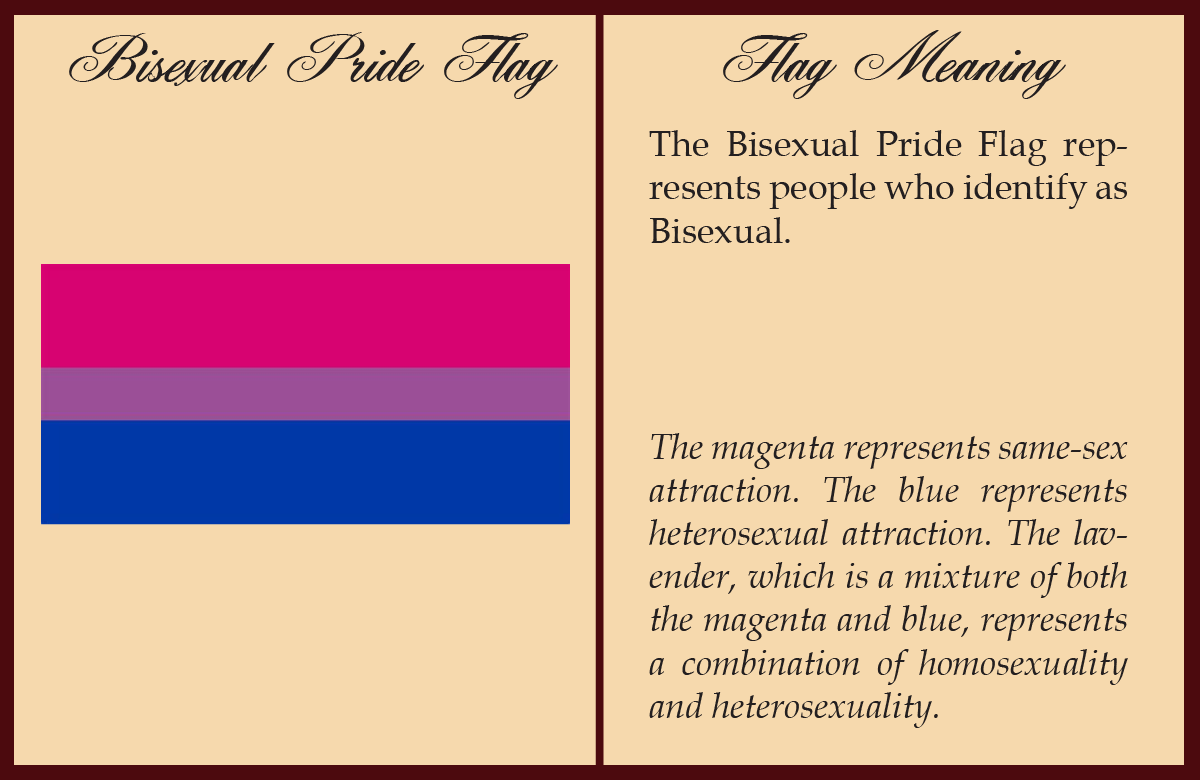 Bisexual Pride Flag
Flag Meaning
The Bisexual Pride Flag rep-
resents people who identify as
Bisexual.
The magenta represents same-sex
attraction. The blue represents
heterosexual attraction. The lav-
ender, which is a mixture of both
the magenta and blue, represents
a combination of homosexuality
and heterosexuality.